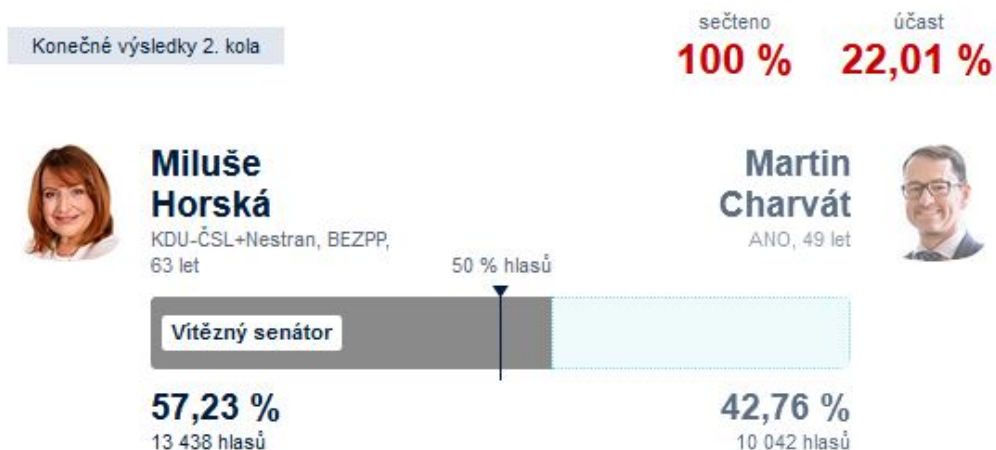 Konečné výsledky 2. kola
sečteno
100 %
účast
22,01 %
Miluše
Horská
KDU-ČSL+Nestran, BEZPP,
63 let
Martin
Charvát
ANO, 49 let
50 % hlasů
Vítězný senátor
57,23 %
13 438 hlasů
42,76 %
10 042 hlasů